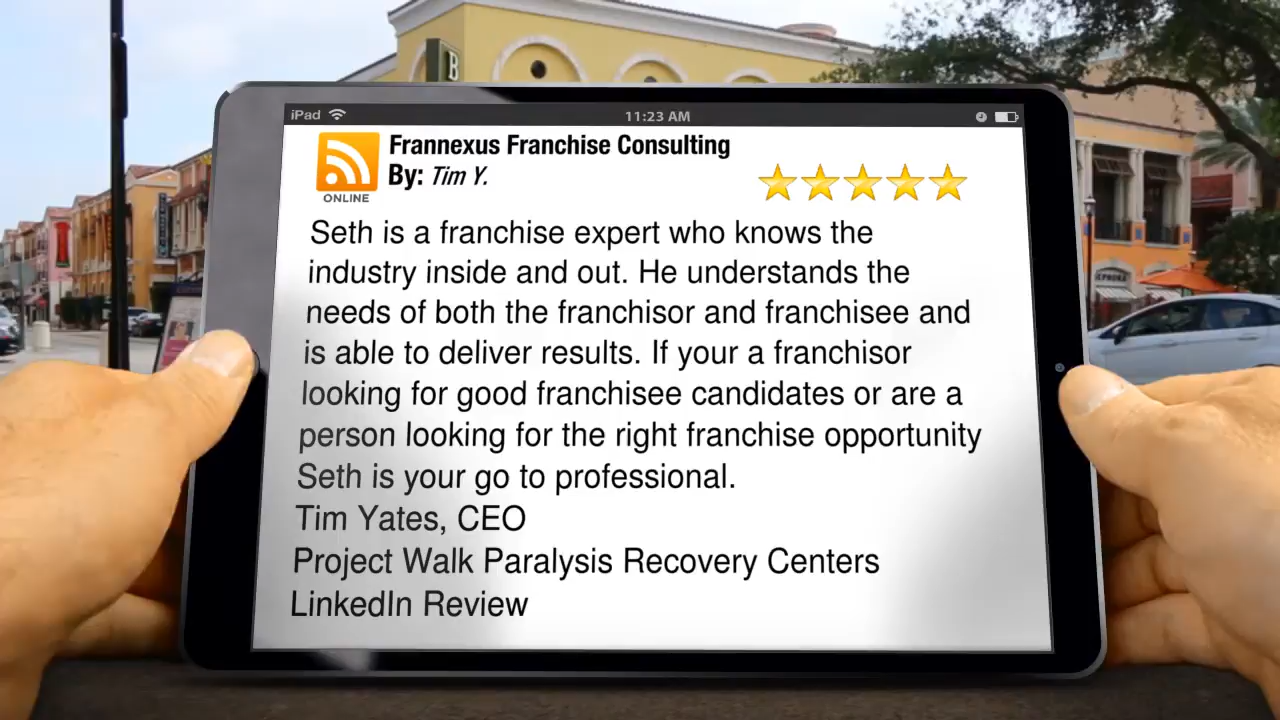 B
iPad
11:23 AM
Frannexus Franchise Consulting
By: Tim Y.
ONLINE
Seth is a franchise expert who knows the
industry inside and out. He understands the
needs of both the franchisor and franchisee and
is able to deliver results. If your a franchisor
looking for good franchisee candidates or are a
person looking for the right franchise opportunity
Seth is your go to professional.
Tim Yates, CEO
Project Walk Paralysis Recovery Centers
LinkedIn Review
SEPHORA